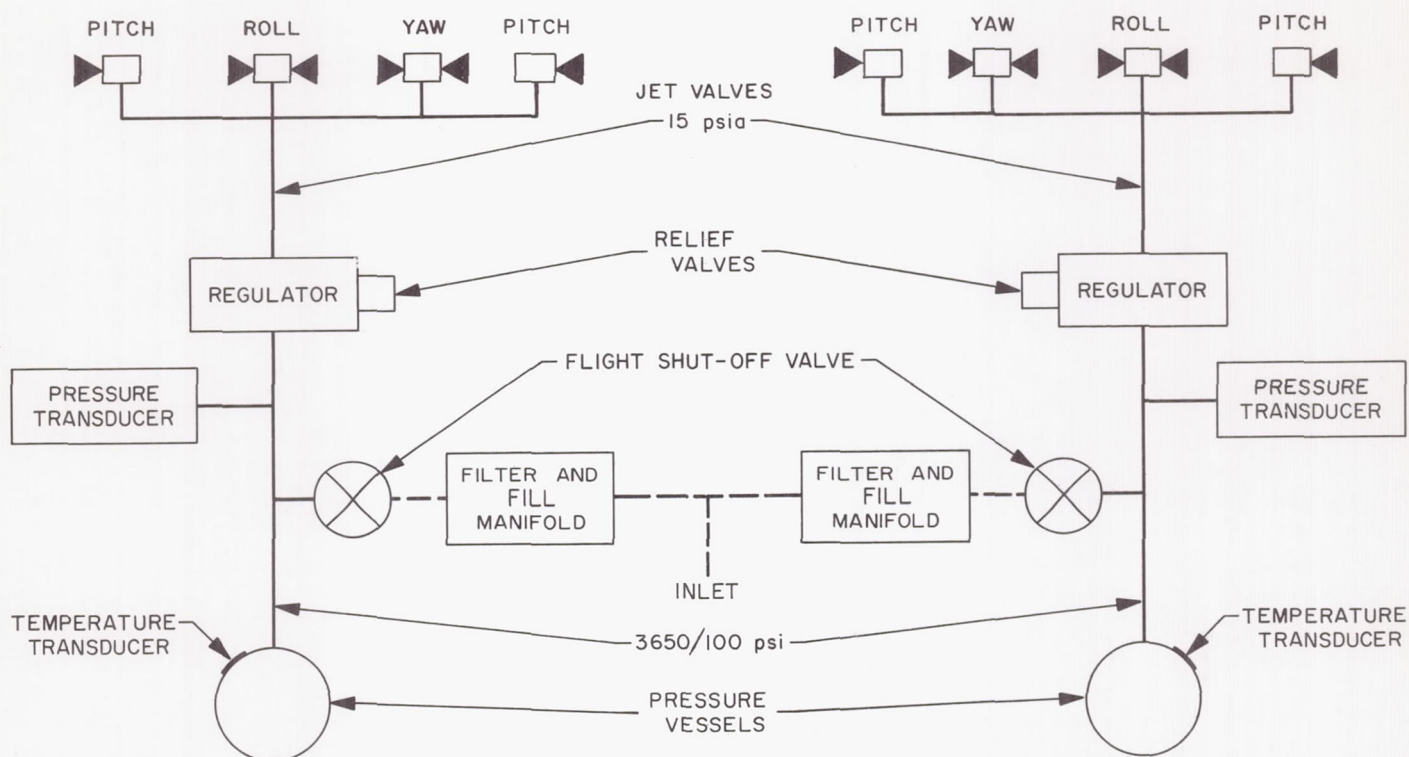 PITCH
ROLL
YAW
PITCH
PITCH
YAW
ROLL
PITCH
JET VALVES
15 psia
RELIEF
VALVES
REGULATOR
REGULATOR
FLIGHT SHUT-OFF VALVE
PRESSURE
TRANSDUCER
PRESSURE
TRANSDUCER
FILTER AND
FILL
MANIFOLD
FILTER AND
FILL
MANIFOLD
INLET
TEMPERATURE
TRANSDUCER
3650/100 psi
TEMPERATURE
TRANSDUCER
PRESSURE
VESSELS